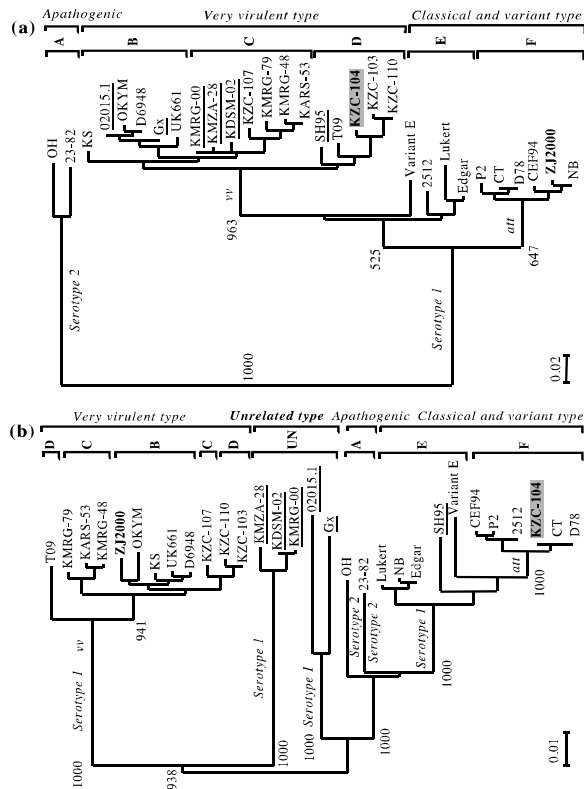 (a)
Apathogenic
Very virulent type
Classical and variant type
A
B
C
D
E
F
OH
23-82
KS
02015.1
OKYM
D6948
Gx
UK661
KMRG-00
KMZA-28
KDSM-02
KZC-107
KMRG-79
KMRG-48
KARS-53
SH95
T09
KZC-104
KZC-103
KZC-110
Variant E
2512
Lukert
Edgar
P2
CT
D78
CEF94
ZJ2000
NB
vv
963
att
525
647
Serotype 2
Serotype 1
1000
0.02
(b)
Very virulent type
Unrelated type
Apathogenic
Classical and variant type
D
C
B
C
D
UN
A
E
F
T09
KMRG-79
KARS-53
KMRG-48
ZJ2000
OKYM
KS
UK661
D6948
KZC-107
KZC-110
KZC-103
KMZA-28
KDSM-02
KMRG-00
02015.1
Gx
OH
23-82
Lukert
NB
Edgar
SH95
Variant E
CEF94
P2
2512
KZC-104
CT
D78
vv
941
att
1000
Serotype 1
Serotype 1
Serotype 1
Serotype 2
Serotype 2
Serotype 1
1000
1000
938
1000
1000
1000
0.01